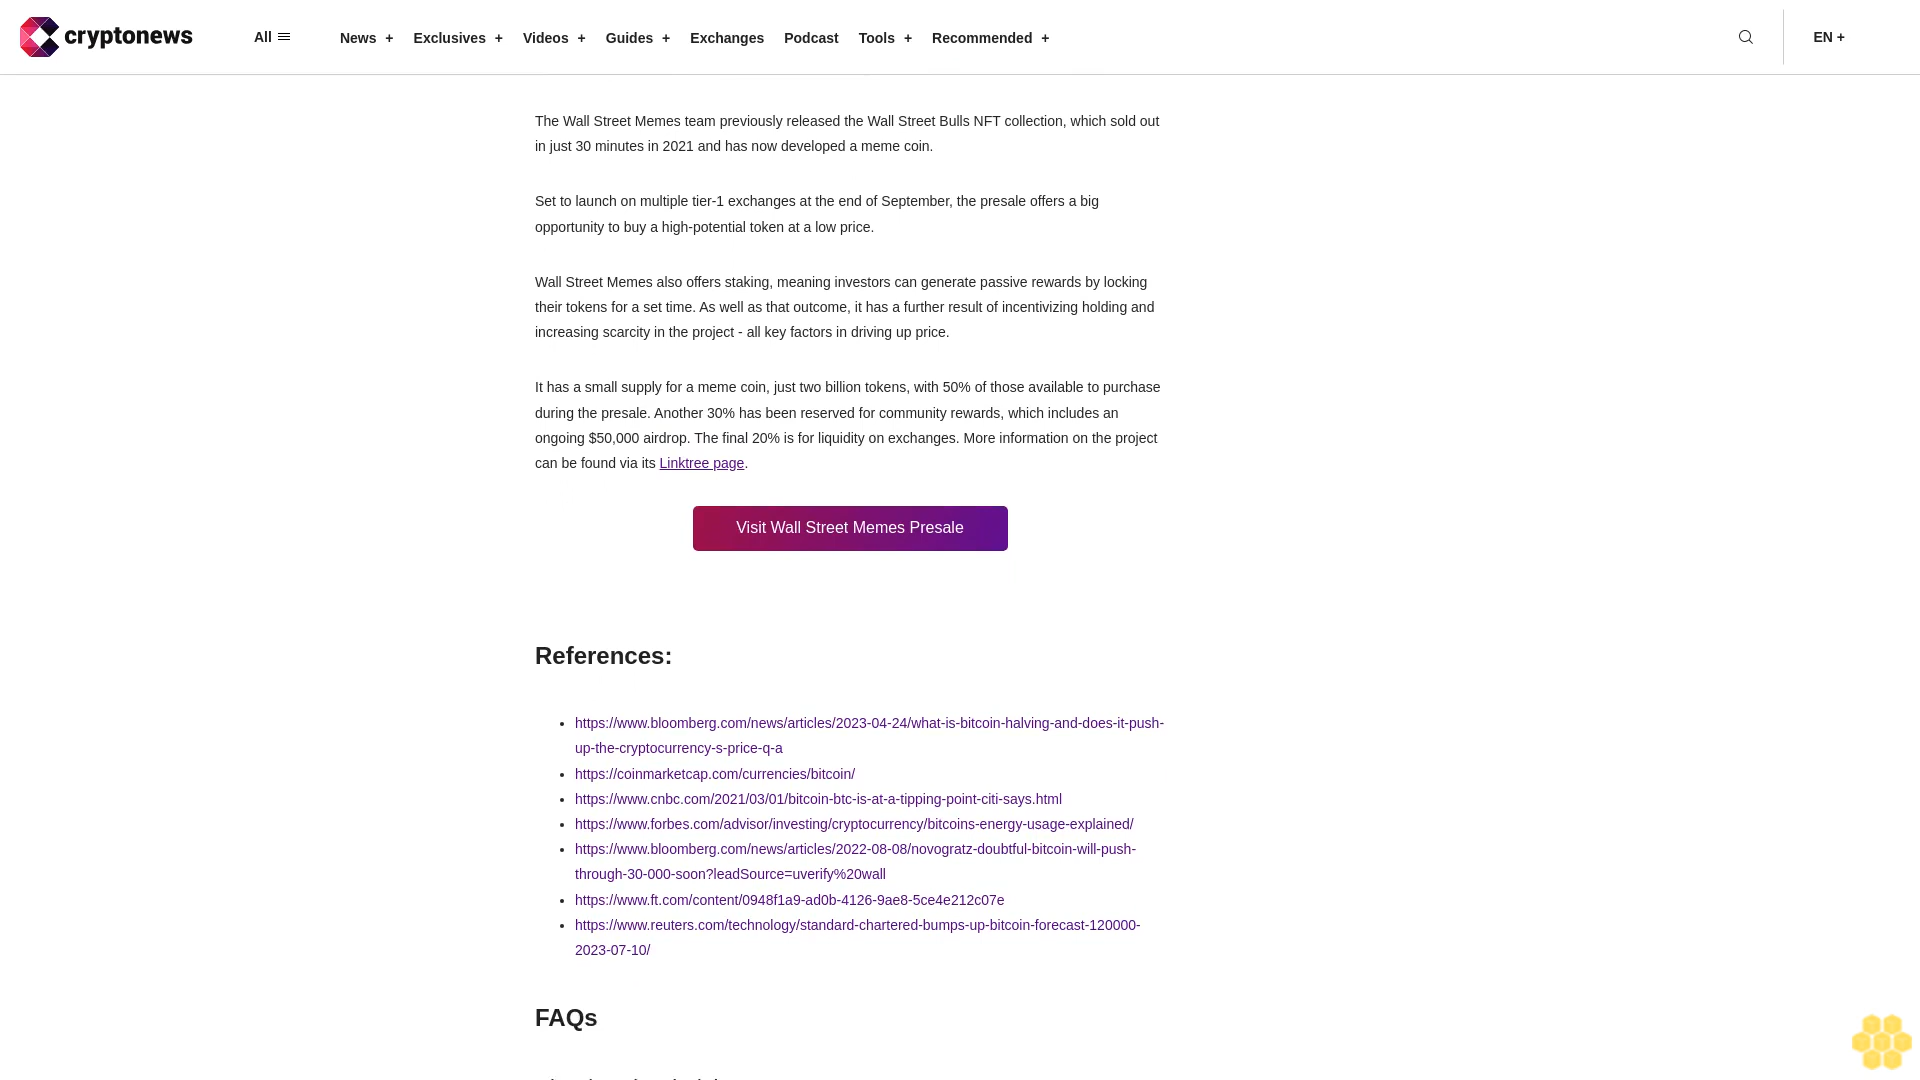 cryptonews All News + Exclusives + Videos + Guides + Exchanges Podcast Tools + Recommended + EN +
The Wall Street Memes team previously released the Wall Street Bulls NFT collection, which sold out
in just 30 minutes in 2021 and has now developed a meme coin.
Set to launch on multiple tier-1 exchanges at the end of September, the presale offers a big
opportunity to buy a high-potential token at a low price.
Wall Street Memes also offers staking, meaning investors can generate passive rewards by locking
their tokens for a set time. As well as that outcome, it has a further result of incentivizing holding and
increasing scarcity in the project - all key factors in driving up price.
It has a small supply for a meme coin, just two billion tokens, with 50% of those available to purchase
during the presale. Another 30% has been reserved for community rewards, which includes an
ongoing $50,000 airdrop. The final 20% is for liquidity on exchanges. More information on the project
can be found via its Linktree page.
Visit Wall Street Memes Presale
References:
• https://www.bloomberg.com/news/articles/2023-04-24/what-is-bitcoin-halving-and-does-it-push-
up-the-cryptocurrency-s-price-q-a
• https://coinmarketcap.com/currencies/bitcoin/
• https://www.cnbc.com/2021/03/01/bitcoin-btc-is-at-a-tipping-point-citi-says.html
• https://www.forbes.com/advisor/investing/cryptocurrency/bitcoins-energy-usage-explained/
• https://www.bloomberg.com/news/articles/2022-08-08/novogratz-doubtful-bitcoin-will-push-
through-30-000-soon?leadSource=uverify%20wall
• https://www.ft.com/content/0948f1a9-ad0b-4126-9ae8-5ce4e212c07e
• https://www.reuters.com/technology/standard-chartered-bumps-up-bitcoin-forecast-120000-
2023-07-10/
FAQs